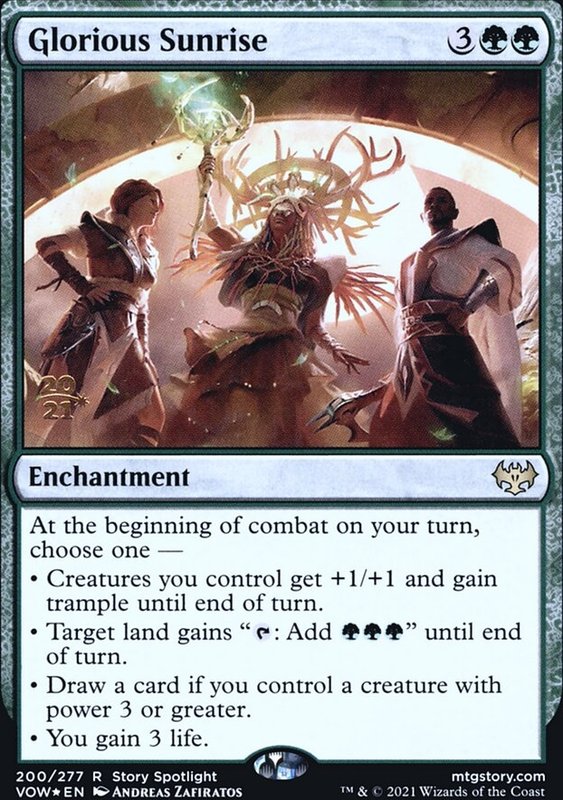 Glorious Sunrise 3
20
21
Enchantment
At the beginning of combat on your turn,
choose one —
• Creatures you control get +1/+1 and gain
trample until end of turn.
• Target land gains “ : Add ” until end
of turn.
• Draw a card if you control a creature with
power 3 or greater.
• You gain 3 life.
200/277 R Story Spotlight mtgstory.com
VOW★EN Andreas Zafiratos ™ & © 2021 Wizards of the Coast